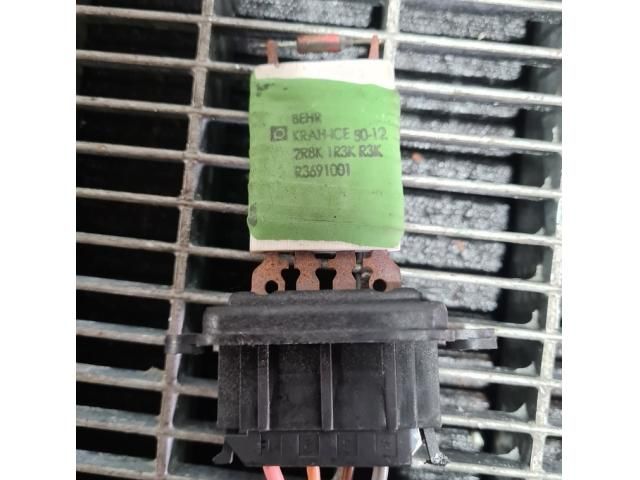 BEHR
KRAH-ICE 90-12
2R8K 1R3K R3K
R3691001